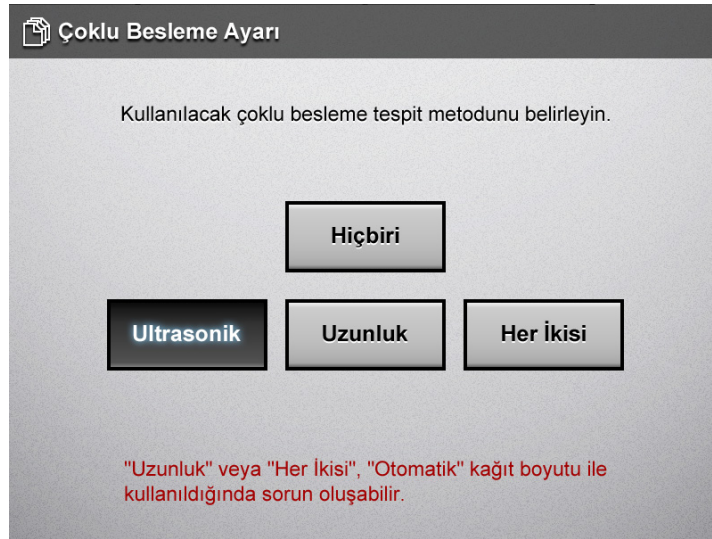 Çoklu Besleme Ayarı
Kullanılacak çoklu besleme tespit metodunu belirleyin.
Hiçbiri
Ultrasonik
Uzunluk
Her İkisi
"Uzunluk" veya "Her İkisi", "Otomatik" kağıt boyutu ile
kullanıldığında sorun oluşabilir.